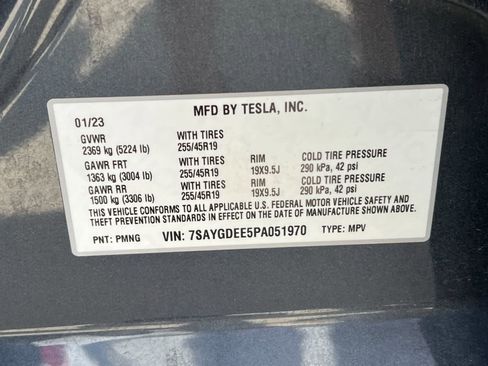 MFD BY TESLA, INC.
01/23
GVWR WITH TIRES
2369 kg (5224 lb) 255/45R19
GAWR FRT WITH TIRES RIM COLD TIRE PRESSURE
1363 kg (3004 lb) 255/45R19 19X9.5J 290 kPa, 42 psi
GAWR RR WITH TIRES RIM COLD TIRE PRESSURE
1500 kg (3306 lb) 255/45R19 19X9.5J 290 kPa, 42 psi
THIS VEHICLE CONFORMS TO ALL APPLICABLE U.S. FEDERAL MOTOR VEHICLE SAFETY AND
THEFT PREVENTION STANDARDS IN EFFECT ON THE DATE OF MANUFACTURE SHOWN ABOVE.
PNT: PMNG VIN: 7SAYGDEE5PA051970 TYPE: MPV